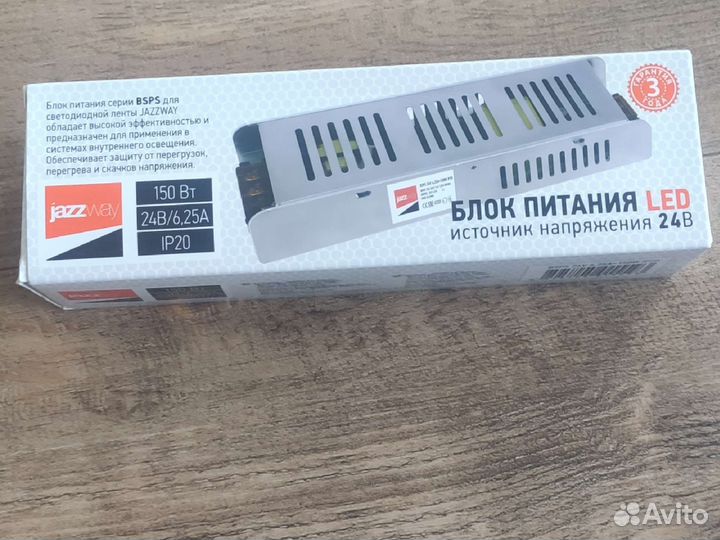 Блок питания серии BSPS для
светодиодной ленты JAZZWAY
обладает высокой эффективностью и
предназначен для применения в
системах внутреннего освещения.
Обеспечивает защиту от перегрузок,
перегрева и скачков напряжения.
jazzway
150 Вт
24В/6,25А
IP20
ГАРАНТИЯ
3
ГОДА
jazz
БЛОК ПИТАНИЯ LED
источник напряжения 24В
Avito